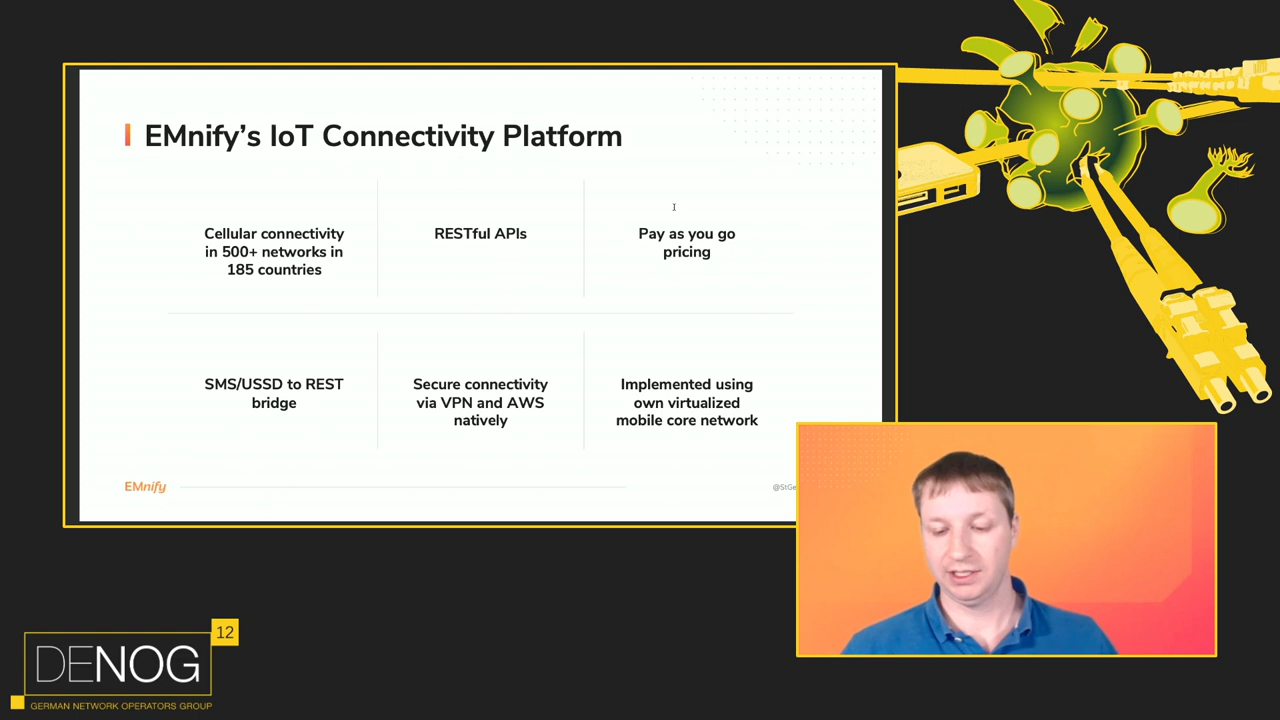 EMnify’s IoT Connectivity Platform
Cellular connectivity
in 500+ networks in
185 countries
RESTful APIs
Pay as you go
pricing
SMS/USSD to REST
bridge
Secure connectivity
via VPN and AWS
natively
Implemented using
own virtualized
mobile core network
EMnify
@StGe
12
DENOG
GERMAN NETWORK OPERATORS GROUP